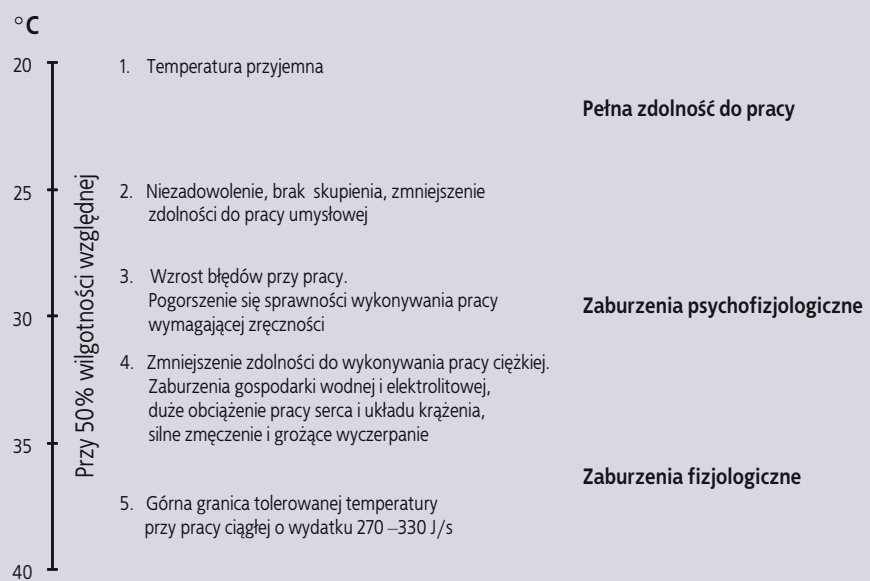 °C
20
1. Temperatura przyjemna
Pełna zdolność do pracy
25
2. Niezadowolenie, brak skupienia, zmniejszenie
zdolności do pracy umysłowej
Przy 50% wilgotności względnej
3. Wzrost błędów przy pracy.
Pogorszenie się sprawności wykonywania pracy
wymagającej zręczności
Zaburzenia psychofizjologiczne
30
4. Zmniejszenie zdolności do wykonywania pracy ciężkiej.
Zaburzenia gospodarki wodnej i elektrolitowej,
duże obciążenie pracy serca i układu krążenia,
silne zmęczenie i grożące wyczerpanie
35
Zaburzenia fizjologiczne
5. Górna granica tolerowanej temperatury
przy pracy ciągłej o wydatku 270 –330 J/s
40